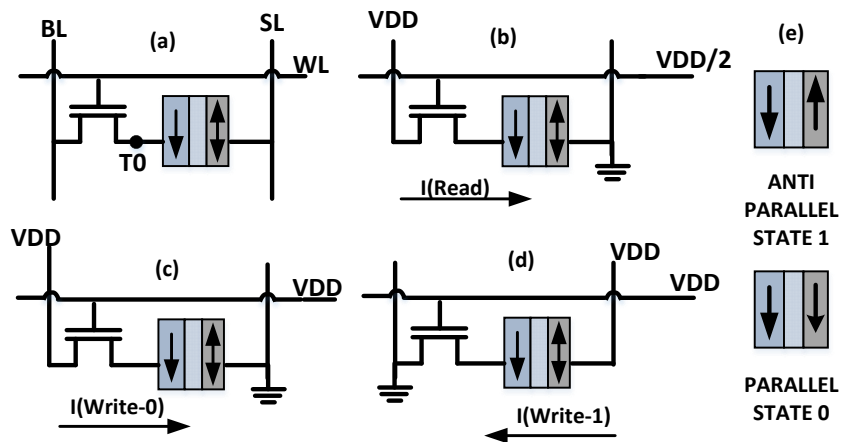 BL
(a)
SL
WL
T0
VDD
(b)
VDD/2
I(Read)
(e)
ANTI
PARALLEL
STATE 1
VDD
(c)
VDD
I(Write-0)
(d)
VDD
VDD
I(Write-1)
PARALLEL
STATE 0